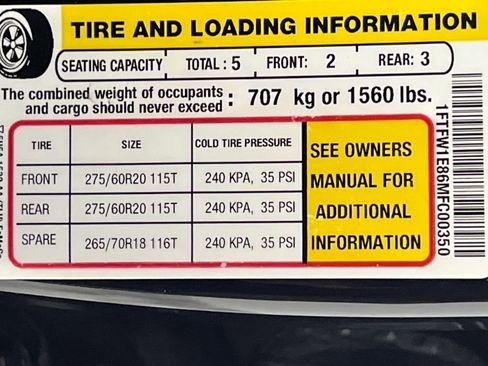 TIRE AND LOADING INFORMATION
SEATING CAPACITY TOTAL : 5 FRONT: 2 REAR: 3
The combined weight of occupants
and cargo should never exceed : 707 kg or 1560 lbs.
TIRE SIZE COLD TIRE PRESSURE
FRONT 275/60R20 115T 240 KPA, 35 PSI
REAR 275/60R20 115T 240 KPA, 35 PSI
SPARE 265/70R18 116T 240 KPA, 35 PSI
SEE OWNERS
MANUAL FOR
ADDITIONAL
INFORMATION
1FTFW1E86MFC00350